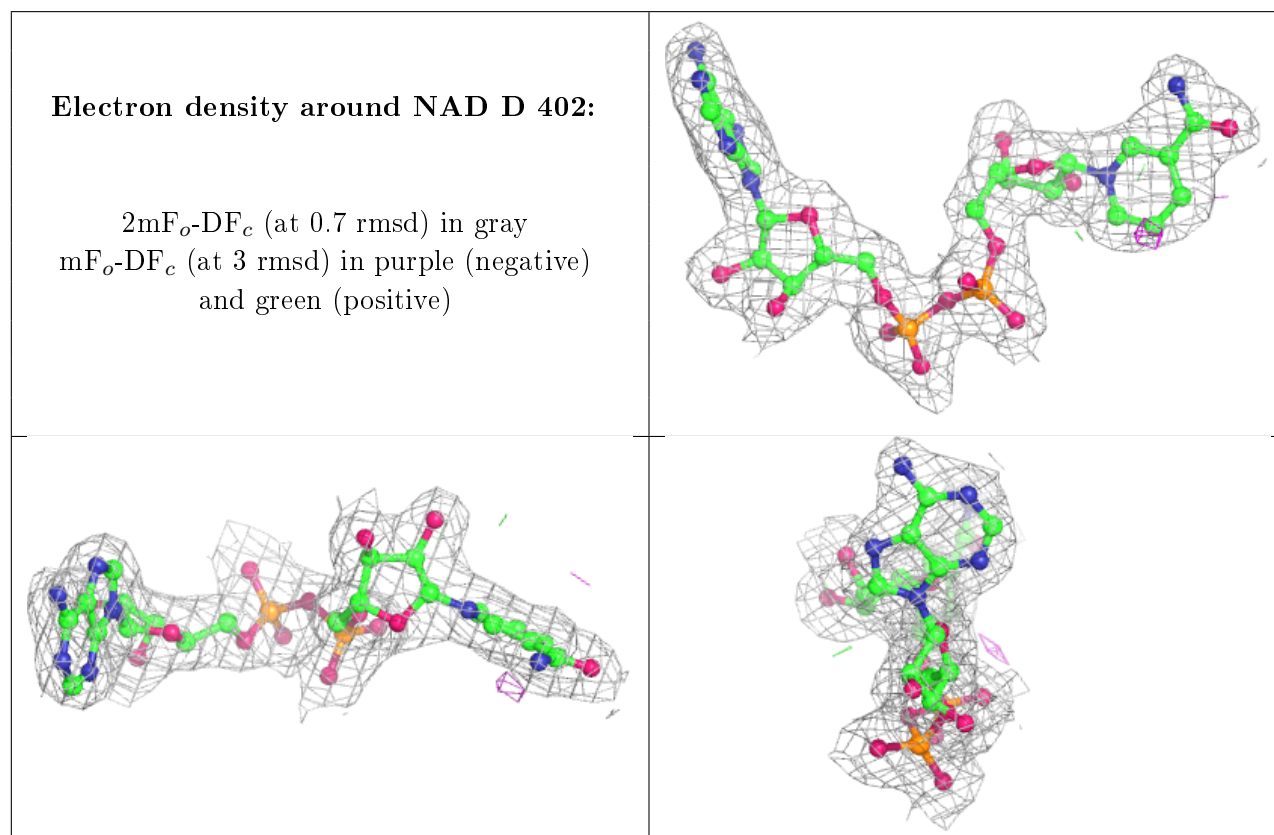 Electron density around NAD D 402:
2mFo-DFc (at 0.7 rmsd) in gray
mFo-DFc (at 3 rmsd) in purple (negative)
and green (positive)